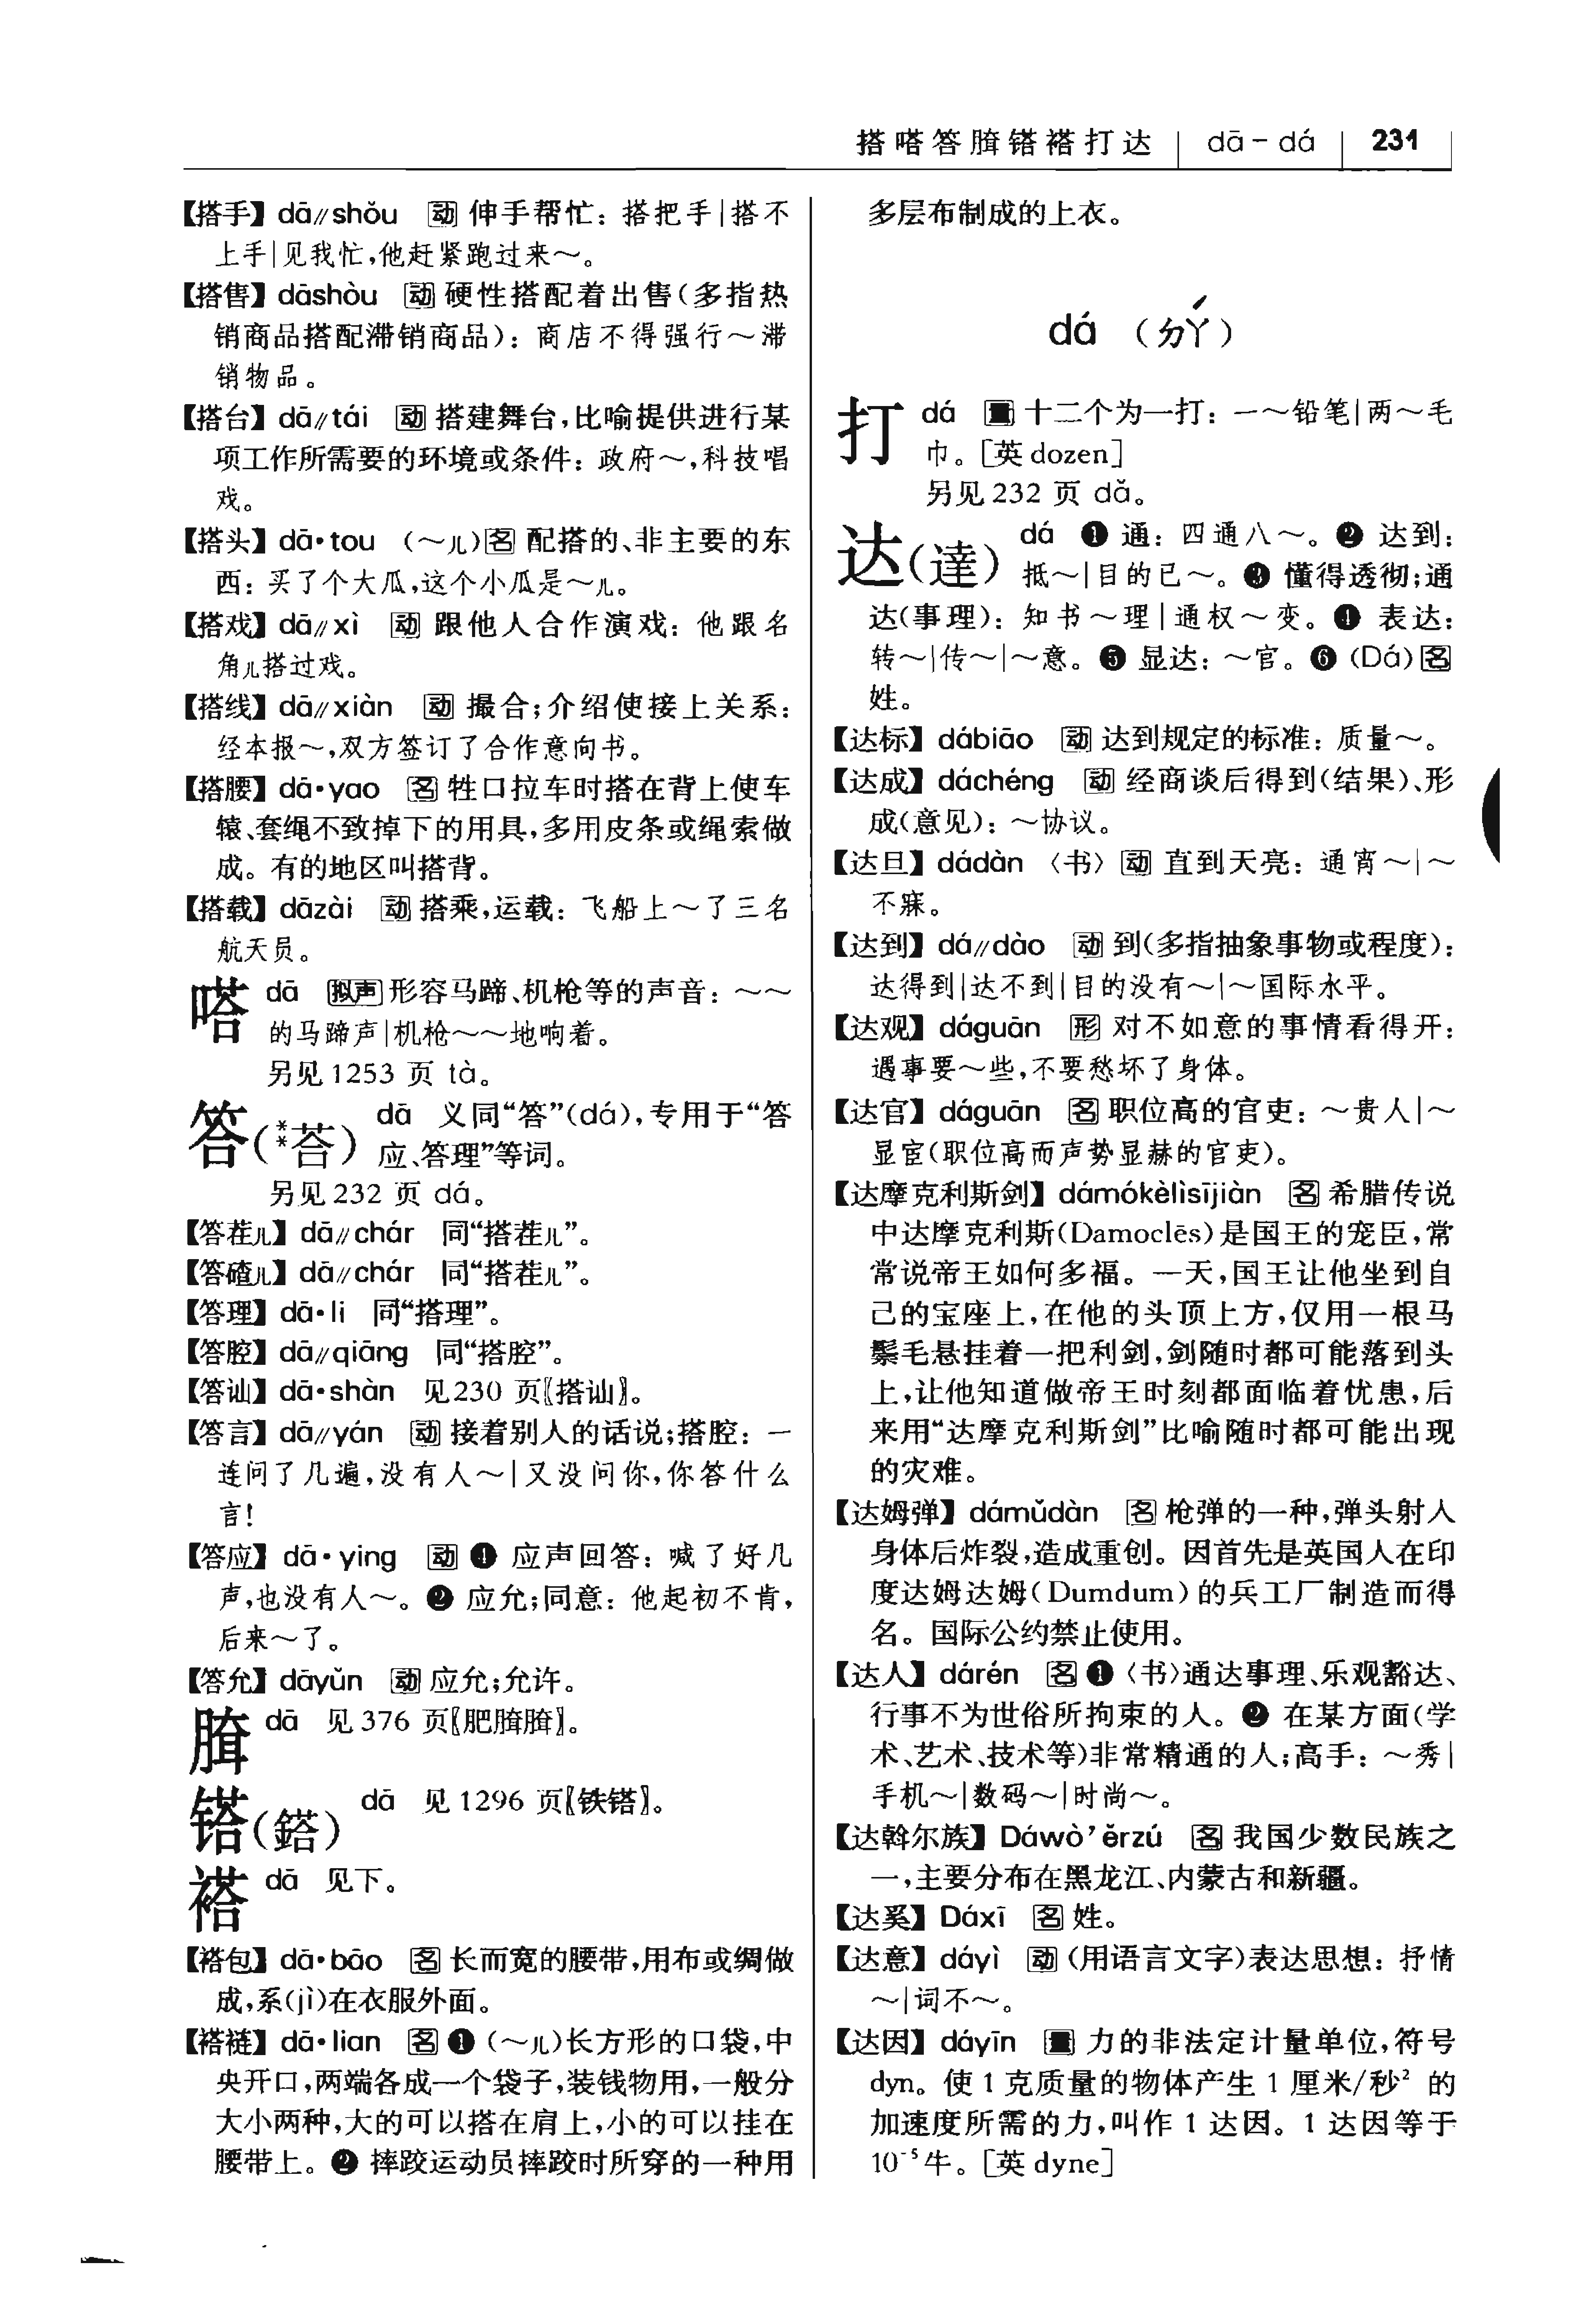 搭嗒答䐛锴褡打达 dā – dá 231
【搭手】dā∥shǒu 动 伸手帮忙：搭把手|搭不
上手|见我忙，他赶紧跑过来～。
【搭售】dāshòu 动 硬性搭配着出售（多指热
销商品搭配滞销商品）：商店不得强行～滞
销物品。
【搭台】dā∥tái 动 搭建舞台，比喻提供进行某
项工作所需要的环境或条件：政府～，科技唱
戏。
【搭头】dā·tou （～儿）名 配搭的、非主要的东
西：买了个大瓜，这个小瓜是～儿。
【搭戏】dā∥xì 动 跟他人合作演戏：他跟名
角儿搭过戏。
【搭线】dā∥xiàn 动 撮合；介绍使接上关系：
经本报～，双方签订了合作意向书。
【搭腰】dā·yao 名 牲口拉车时搭在背上使车
辕、套绳不致掉下的用具，多用皮条或绳索做
成。有的地区叫搭背。
【搭载】dāzài 动 搭乘，运载：飞船上～了三名
航天员。
嗒 dā 拟声 形容马蹄、机枪等的声音：～～
的马蹄声|机枪～～地响着。
另见1253 页 tà。
答（**荅） dā 义同“答”（dá），专用于“答
应、答理”等词。
另见232 页 dá。
【答茬儿】dā∥chár 同“搭茬儿”。
【答碴儿】dā∥chár 同“搭茬儿”。
【答理】dā·li 同“搭理”。
【答腔】dā∥qiāng 同“搭腔”。
【答讪】dā·shàn 见230 页〖搭讪〗。
【答言】dā∥yán 动 接着别人的话说；搭腔：一
连问了几遍，没有人～|又没问你，你答什么
言！
【答应】dā·ying 动 ❶ 应声回答：喊了好几
声，也没有人～。❷ 应允；同意：他起初不肯，
后来～了。
【答允】dāyǔn 动 应允；允许。
䐛 dā 见376 页〖肥䐛䐛〗。
锴（鎝） dā 见1296 页〖铁锴〗。
褡 dā 见下。
【褡包】dā·bāo 名 长而宽的腰带，用布或绸做
成，系（jì）在衣服外面。
【褡裢】dā·lian 名 ❶（～儿）长方形的口袋，中
央开口，两端各成一个袋子，装钱物用，一般分
大小两种，大的可以搭在肩上，小的可以挂在
腰带上。❷ 摔跤运动员摔跤时所穿的一种用
多层布制成的上衣。
dá （ㄉㄚˊ）
打 dá 量 十二个为一打：一～铅笔|两～毛
巾。[英 dozen]
另见232 页 dǎ。
达（達） dá ❶ 通：四通八～。❷ 达到：
抵～|目的已～。❸ 懂得透彻；通
达（事理）：知书～理|通权～变。❹ 表达：
转～|传～|～意。❺ 显达：～官。❻（Dá）名
姓。
【达标】dábiāo 动 达到规定的标准：质量～。
【达成】dáchéng 动 经商谈后得到（结果）、形
成（意见）：～协议。
【达旦】dádàn 〈书〉动 直到天亮：通宵～|～
不寐。
【达到】dá∥dào 动 到（多指抽象事物或程度）：
达得到|达不到|目的没有～|～国际水平。
【达观】dáguān 形 对不如意的事情看得开：
遇事要～些，不要愁坏了身体。
【达官】dáguān 名 职位高的官吏：～贵人|～
显宦（职位高而声势显赫的官吏）。
【达摩克利斯剑】dámókèlìsījiàn 名 希腊传说
中达摩克利斯（Damoclēs）是国王的宠臣，常
常说帝王如何多福。一天，国王让他坐到自
己的宝座上，在他的头顶上方，仅用一根马
鬃毛悬挂着一把利剑，剑随时都可能落到头
上，让他知道做帝王时刻都面临着忧患，后
来用“达摩克利斯剑”比喻随时都可能出现
的灾难。
【达姆弹】dámǔdàn 名 枪弹的一种，弹头射人
身体后炸裂，造成重创。因首先是英国人在印
度达姆达姆（Dumdum）的兵工厂制造而得
名。国际公约禁止使用。
【达人】dárén 名 ❶〈书〉通达事理、乐观豁达、
行事不为世俗所拘束的人。❷ 在某方面（学
术、艺术、技术等）非常精通的人；高手：～秀|
手机～|数码～|时尚～。
【达斡尔族】Dáwò’ěrzú 名 我国少数民族之
一，主要分布在黑龙江、内蒙古和新疆。
【达奚】Dáxī 名 姓。
【达意】dáyì 动（用语言文字）表达思想：抒情
～|词不～。
【达因】dáyīn 量 力的非法定计量单位，符号
dyn。使 1 克质量的物体产生 1 厘米/秒² 的
加速度所需的力，叫作 1 达因。1 达因等于
10⁻⁵牛。[英 dyne]